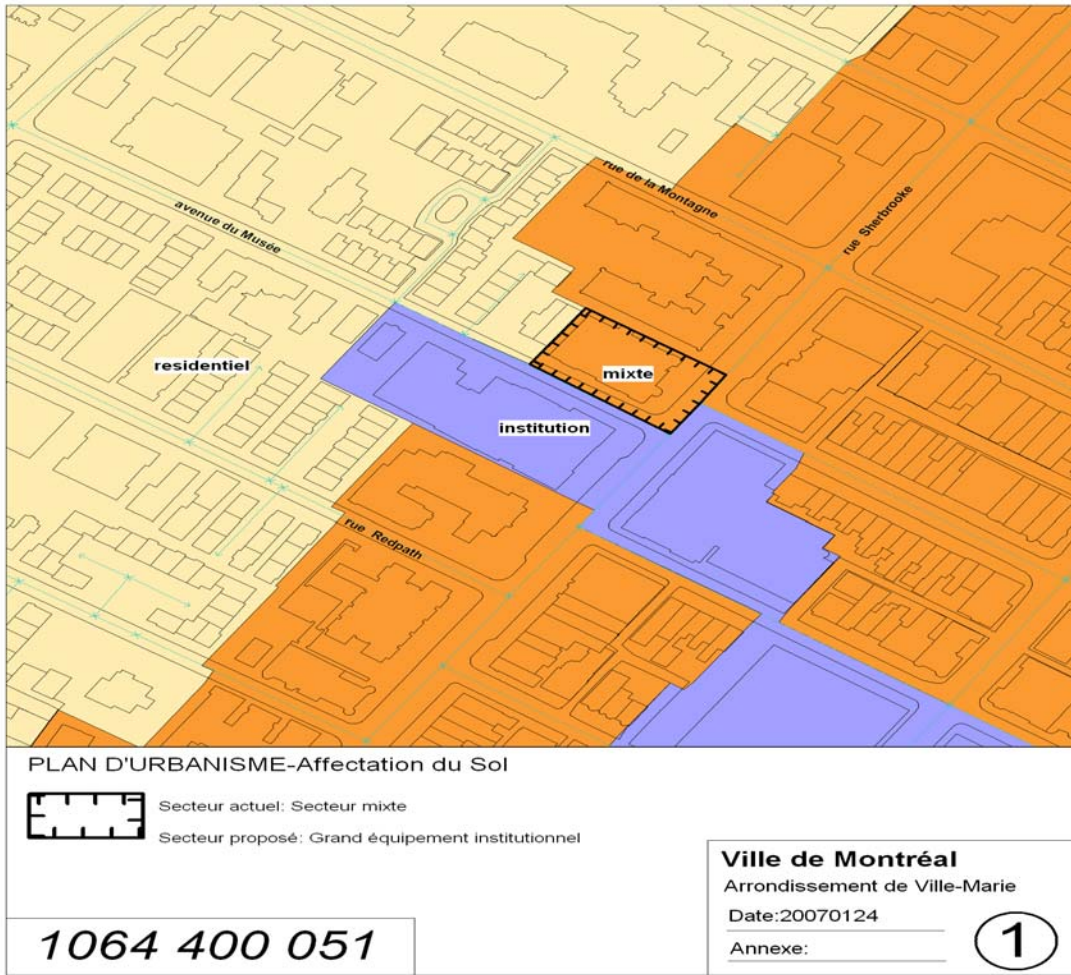 rue de la Montagne
rue Sherbrooke
avenue du Musée
residentiel
mixte
institution
rue Redpath
PLAN D'URBANISME-Affectation du Sol
Secteur actuel: Secteur mixte
Secteur proposé: Grand équipement institutionnel
Ville de Montréal
Arrondissement de Ville-Marie
Date:20070124
Annexe:
1
1064 400 051